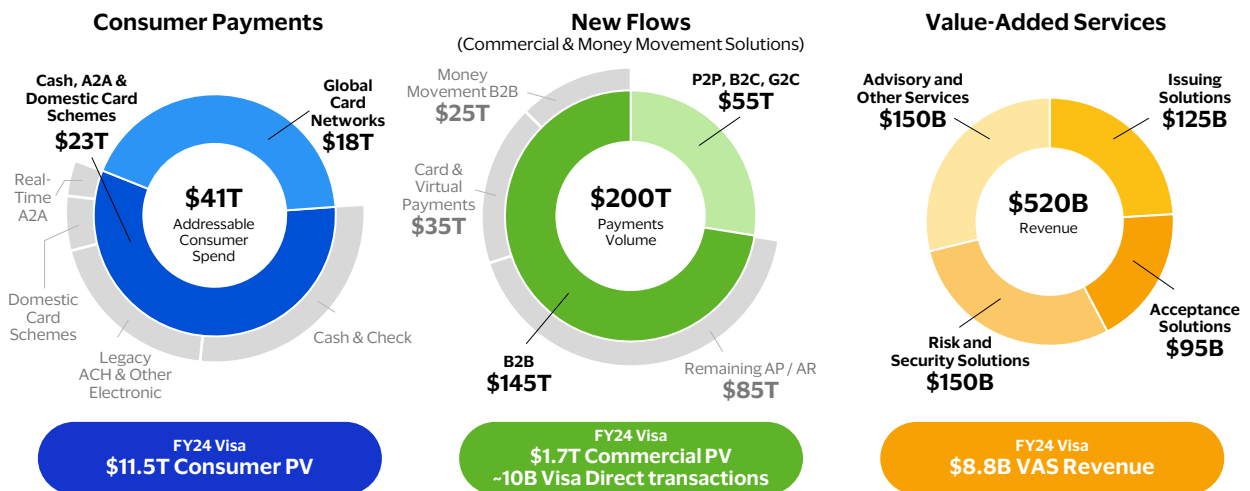 Consumer Payments
Cash, A2A &
Domestic Card
Schemes
$23T
Global
Card
Networks
$18T
Real-
Time
A2A
$41T
Addressable
Consumer
Spend
Domestic
Card
Schemes
Legacy
ACH & Other
Electronic
Cash & Check
FY24 Visa
$11.5T Consumer PV
New Flows
(Commercial & Money Movement Solutions)
Money
Movement B2B
$25T
P2P, B2C, G2C
$55T
Card &
Virtual
Payments
$35T
$200T
Payments
Volume
B2B
$145T
Remaining AP / AR
$85T
FY24 Visa
$1.7T Commercial PV
~10B Visa Direct transactions
Value-Added Services
Advisory and
Other Services
$150B
Issuing
Solutions
$125B
$520B
Revenue
Risk and
Security Solutions
$150B
Acceptance
Solutions
$95B
FY24 Visa
$8.8B VAS Revenue